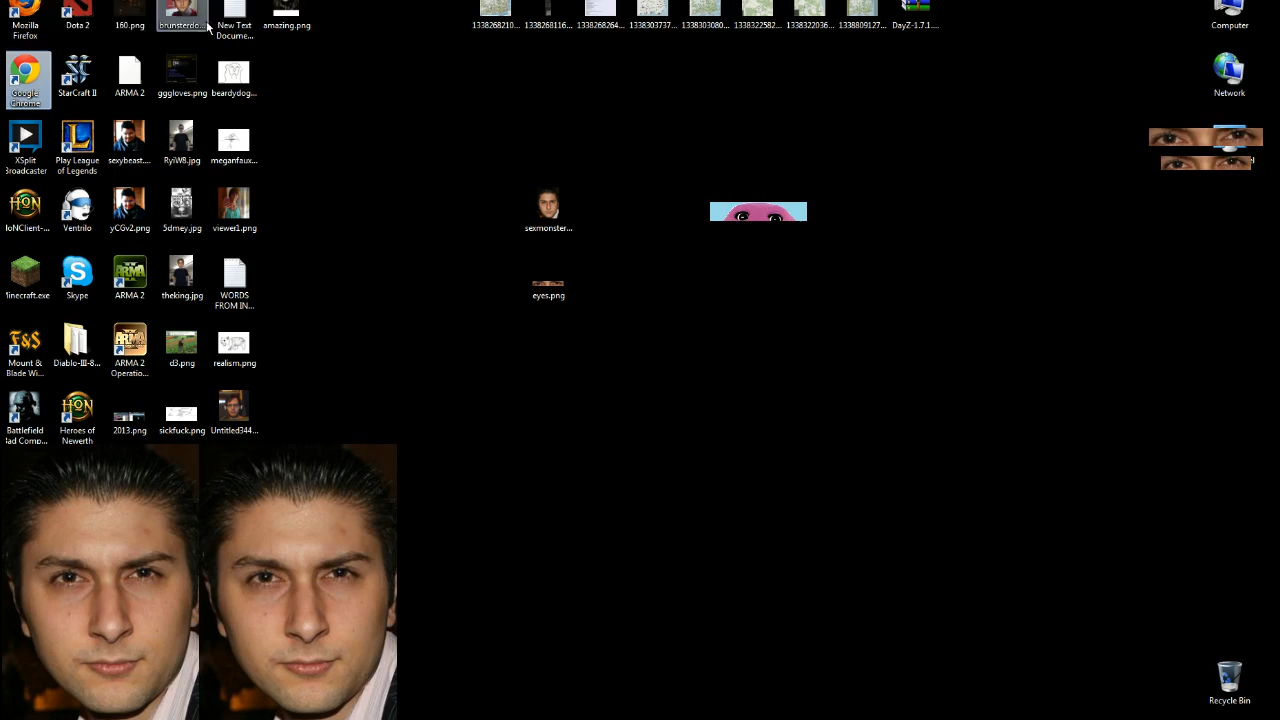 Mozilla
Firefox
Dota 2
160.png
brunsterdo...
New Text
Docume...
amazing.png
1338268210...
1338268116...
1338268264...
1338303737...
1338303080...
1338322582...
1338322036...
1338809127...
DayZ-1.7.1....
Computer
Google
Chrome
StarCraft II
ARMA 2
gggloves.png
beardydog...
Network
XSplit
Broadcaster
Play League
of Legends
sexybeast....
RyiW8.jpg
meganfaux...
HoNClient-...
Ventrilo
yCGv2.png
5dmey.jpg
viewer1.png
sexmonster...
Minecraft.exe
Skype
ARMA 2
theking.jpg
WORDS
FROM IN...
eyes.png
Mount &
Blade Wi...
Diablo-III-8...
ARMA 2
Operatio...
d3.png
realism.png
Battlefield
Bad Comp...
Heroes of
Newerth
2013.png
sickfuck.png
Untitled344...
Recycle Bin